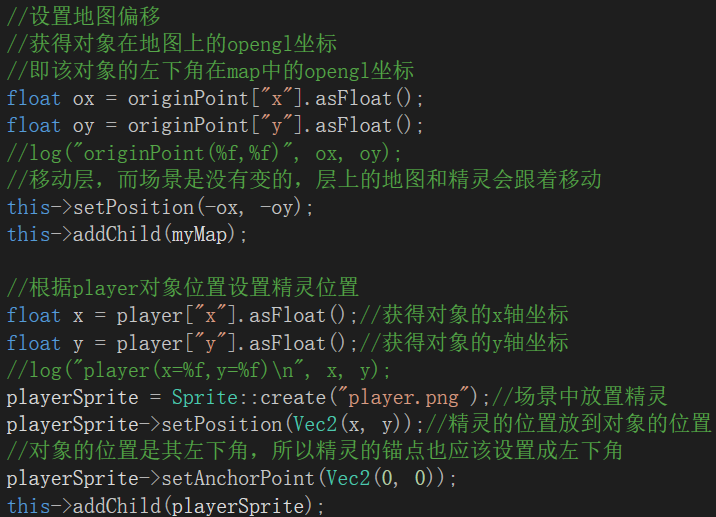 //设置地图偏移
//获得对象在地图上的opengl坐标
//即该对象的左下角在map中的opengl坐标
float ox = originPoint["x"].asFloat();
float oy = originPoint["y"].asFloat();
//log("originPoint(%f,%f)", ox, oy);
//移动层，而场景是没有变的，层上的地图和精灵会跟着移动
this->setPosition(-ox, -oy);
this->addChild(myMap);

//根据player对象位置设置精灵位置
float x = player["x"].asFloat();//获得对象的x轴坐标
float y = player["y"].asFloat();//获得对象的y轴坐标
//log("player(x=%f,y=%f)\n", x, y);
playerSprite = Sprite::create("player.png");//场景中放置精灵
playerSprite->setPosition(Vec2(x, y));//精灵的位置放到对象的位置
//对象的位置是其左下角，所以精灵的锚点也应该设置成左下角
playerSprite->setAnchorPoint(Vec2(0, 0));
this->addChild(playerSprite);